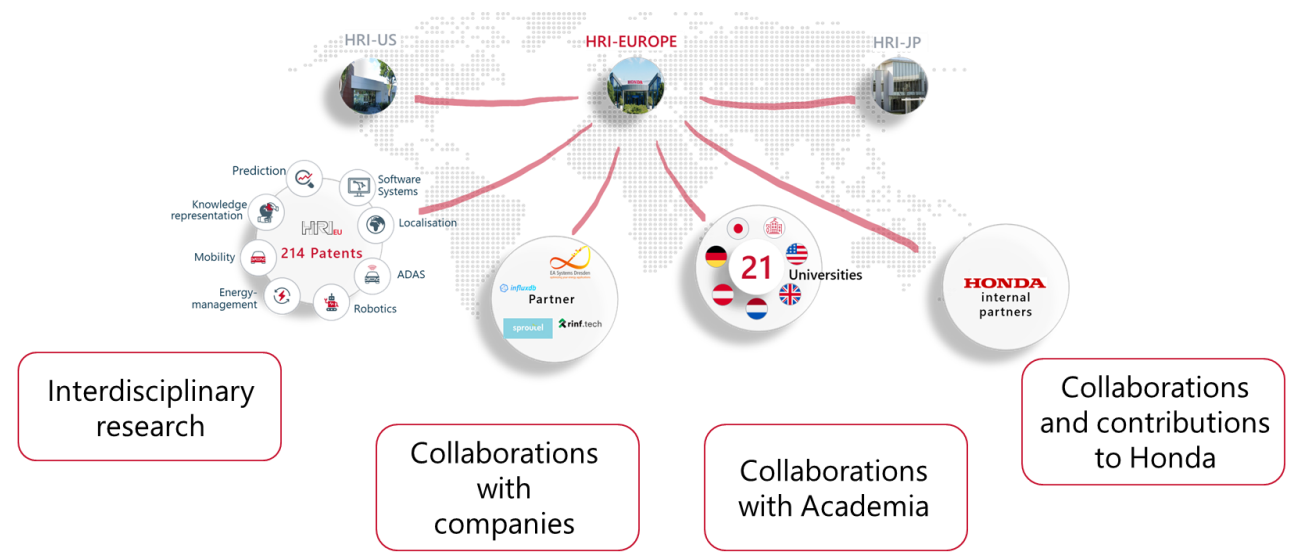 HRI-US
HRI-EUROPE
HRI-JP
HONDA
Prediction
Software
Systems
Knowledge
representation
HRI EU
Localisation
214 Patents
Mobility
ADAS
Energy-
management
Robotics
EA Systems Dresden
influxdb
Partner
sproutel
rinf.tech
21
Universities
HONDA
internal
partners
Interdisciplinary
research
Collaborations
with
companies
Collaborations
with Academia
Collaborations
and contributions
to Honda